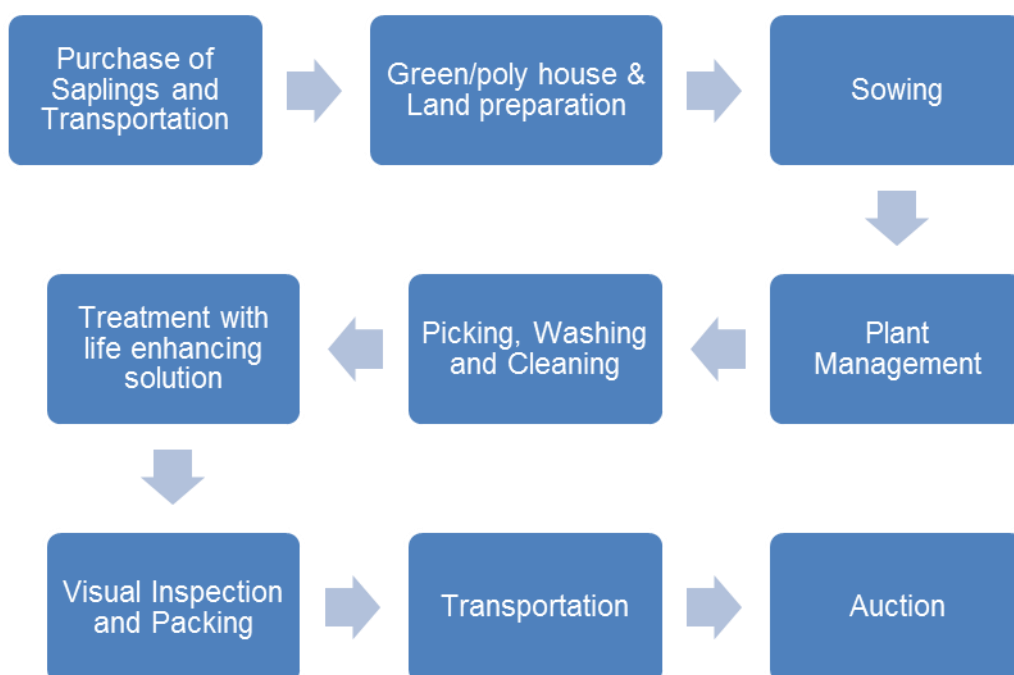 Purchase of
Saplings and
Transportation
Green/poly house &
Land preparation
Sowing
Plant
Management
Picking, Washing
and Cleaning
Treatment with
life enhancing
solution
Visual Inspection
and Packing
Transportation
Auction